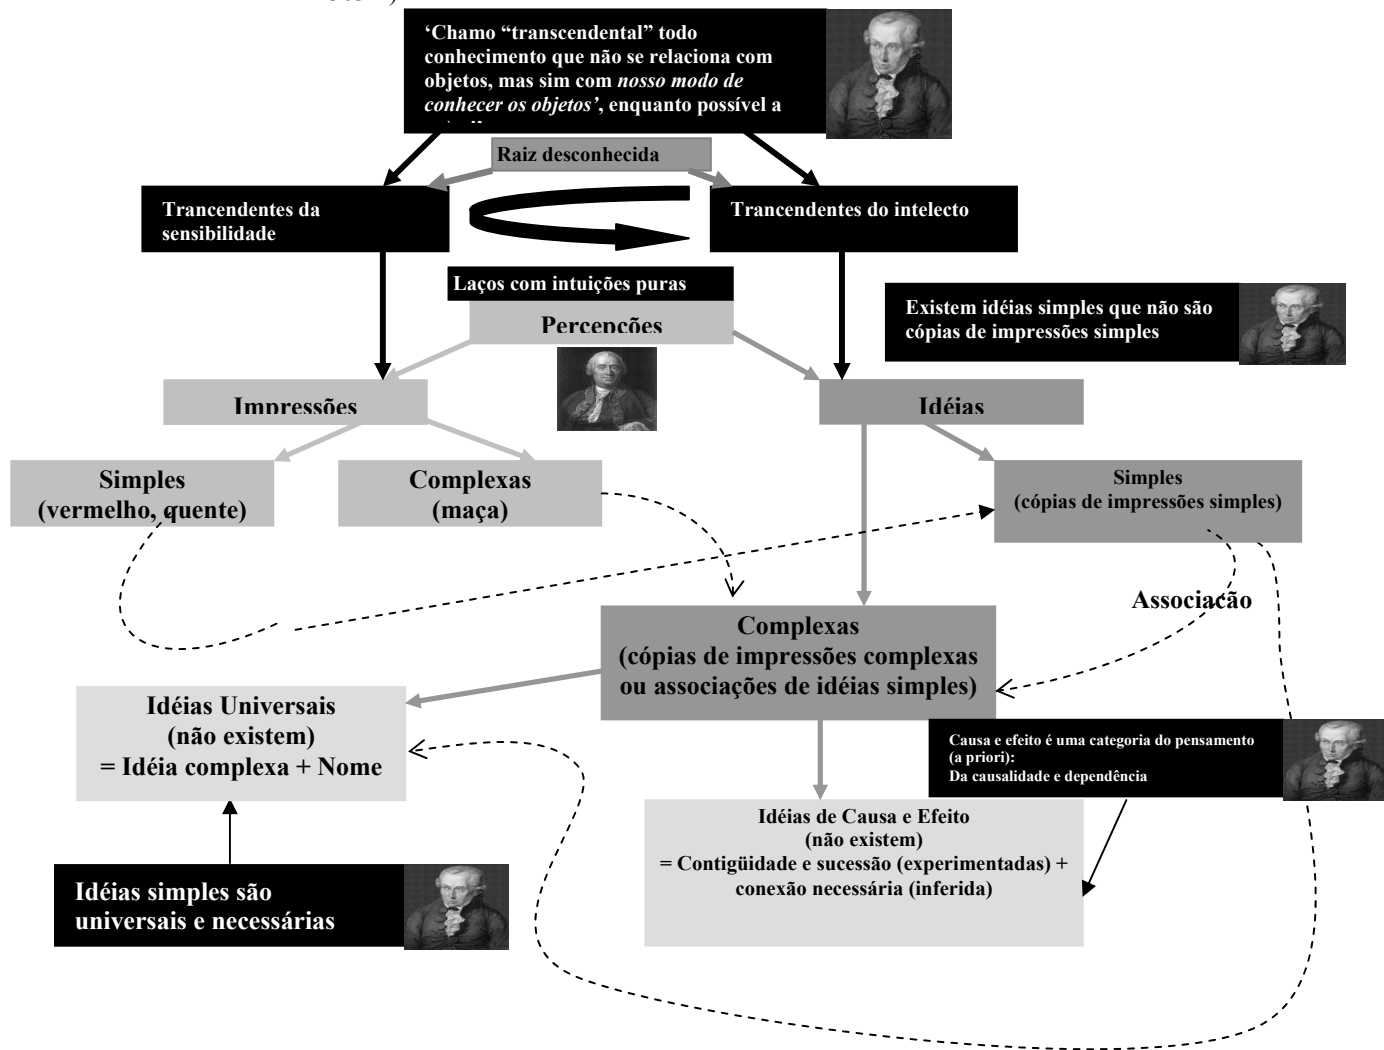 ‘Chamo “transcendental” todo
conhecimento que não se relaciona com
objetos, mas sim com nosso modo de
conhecer os objetos’, enquanto possível a
Raiz desconhecida
Trancendentes da
sensibilidade
Trancendentes do intelecto
Laços com intuições puras
Percepções
Existem idéias simples que não são
cópias de impressões simples
Impressões
Idéias
Simples
(vermelho, quente)
Complexas
(maça)
Simples
(cópias de impressões simples)
Associação
Complexas
(cópias de impressões complexas
ou associações de idéias simples)
Idéias Universais
(não existem)
= Idéia complexa + Nome
Causa e efeito é uma categoria do pensamento
(a priori):
Da causalidade e dependência
Idéias de Causa e Efeito
(não existem)
= Contigüidade e sucessão (experimentadas) +
conexão necessária (inferida)
Idéias simples são
universais e necessárias